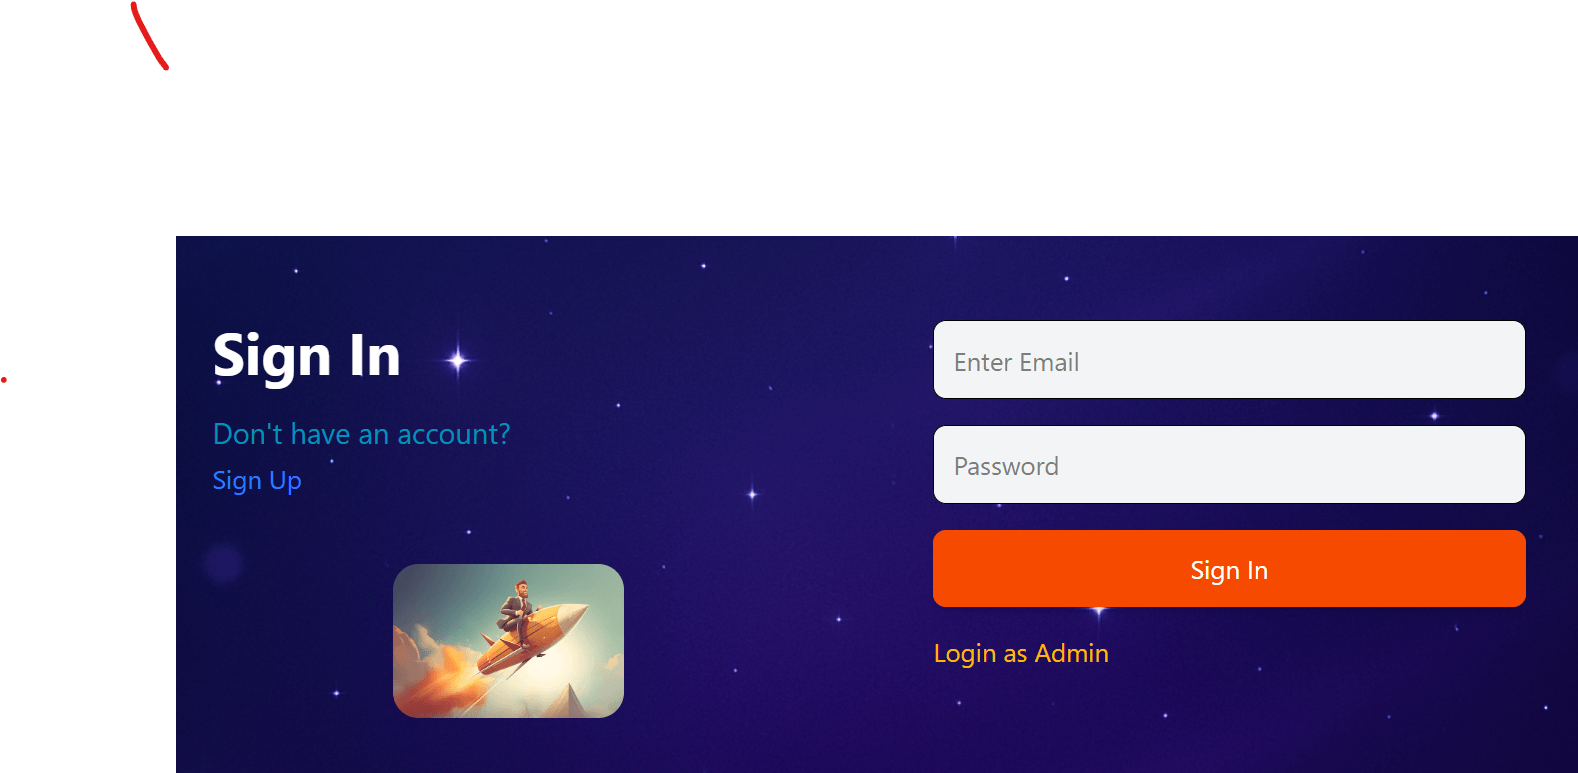 Sign In
Don't have an account?
Sign Up
Enter Email
Password
Sign In
Login as Admin